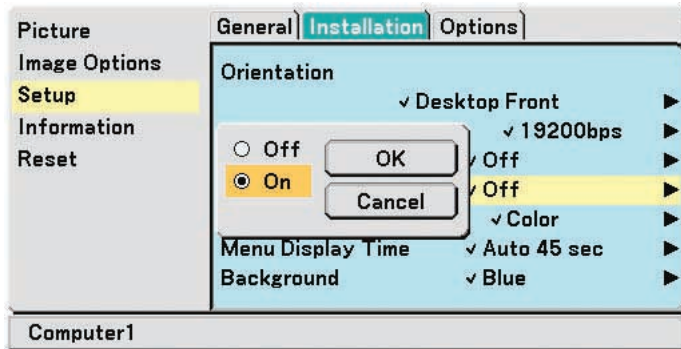 Picture
Image Options
Setup
Information
Reset
General Installation Options
Orientation
✓ Desktop Front
✓ 19200bps
✓ Off
✓ Off
✓ Color
Menu Display Time ✓ Auto 45 sec
Background ✓ Blue
Off
On
OK
Cancel
Computer1